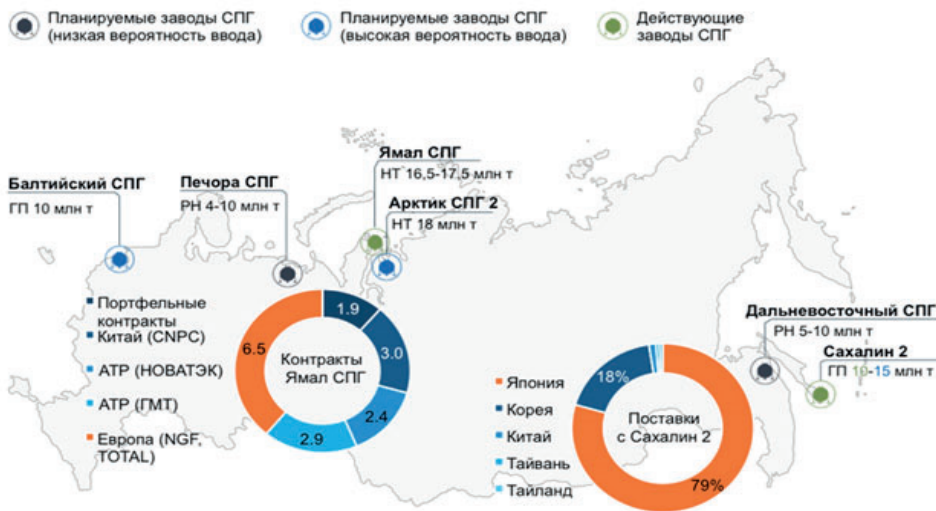 Планируемые заводы СПГ
(низкая вероятность ввода)
Планируемые заводы СПГ
(высокая вероятность ввода)
Действующие
заводы СПГ
Ямал СПГ
НТ 16,5-17,5 млн т
Балтийский СПГ
ГП 10 млн т
Печора СПГ
РН 4-10 млн т
Арктик СПГ 2
НТ 18 млн т
Портфельные
контракты
Китай (CNPC)
АТР (НОВАТЭК)
АТР (ГМТ)
Европа (NGF,
TOTAL)
1.9
3.0
2.4
2.9
6.5
Контракты
Ямал СПГ
Дальневосточный СПГ
РН 5-10 млн т
Сахалин 2
ГП 10-15 млн т
Япония
Корея
Китай
Тайвань
Тайланд
18%
79%
Поставки
с Сахалин 2